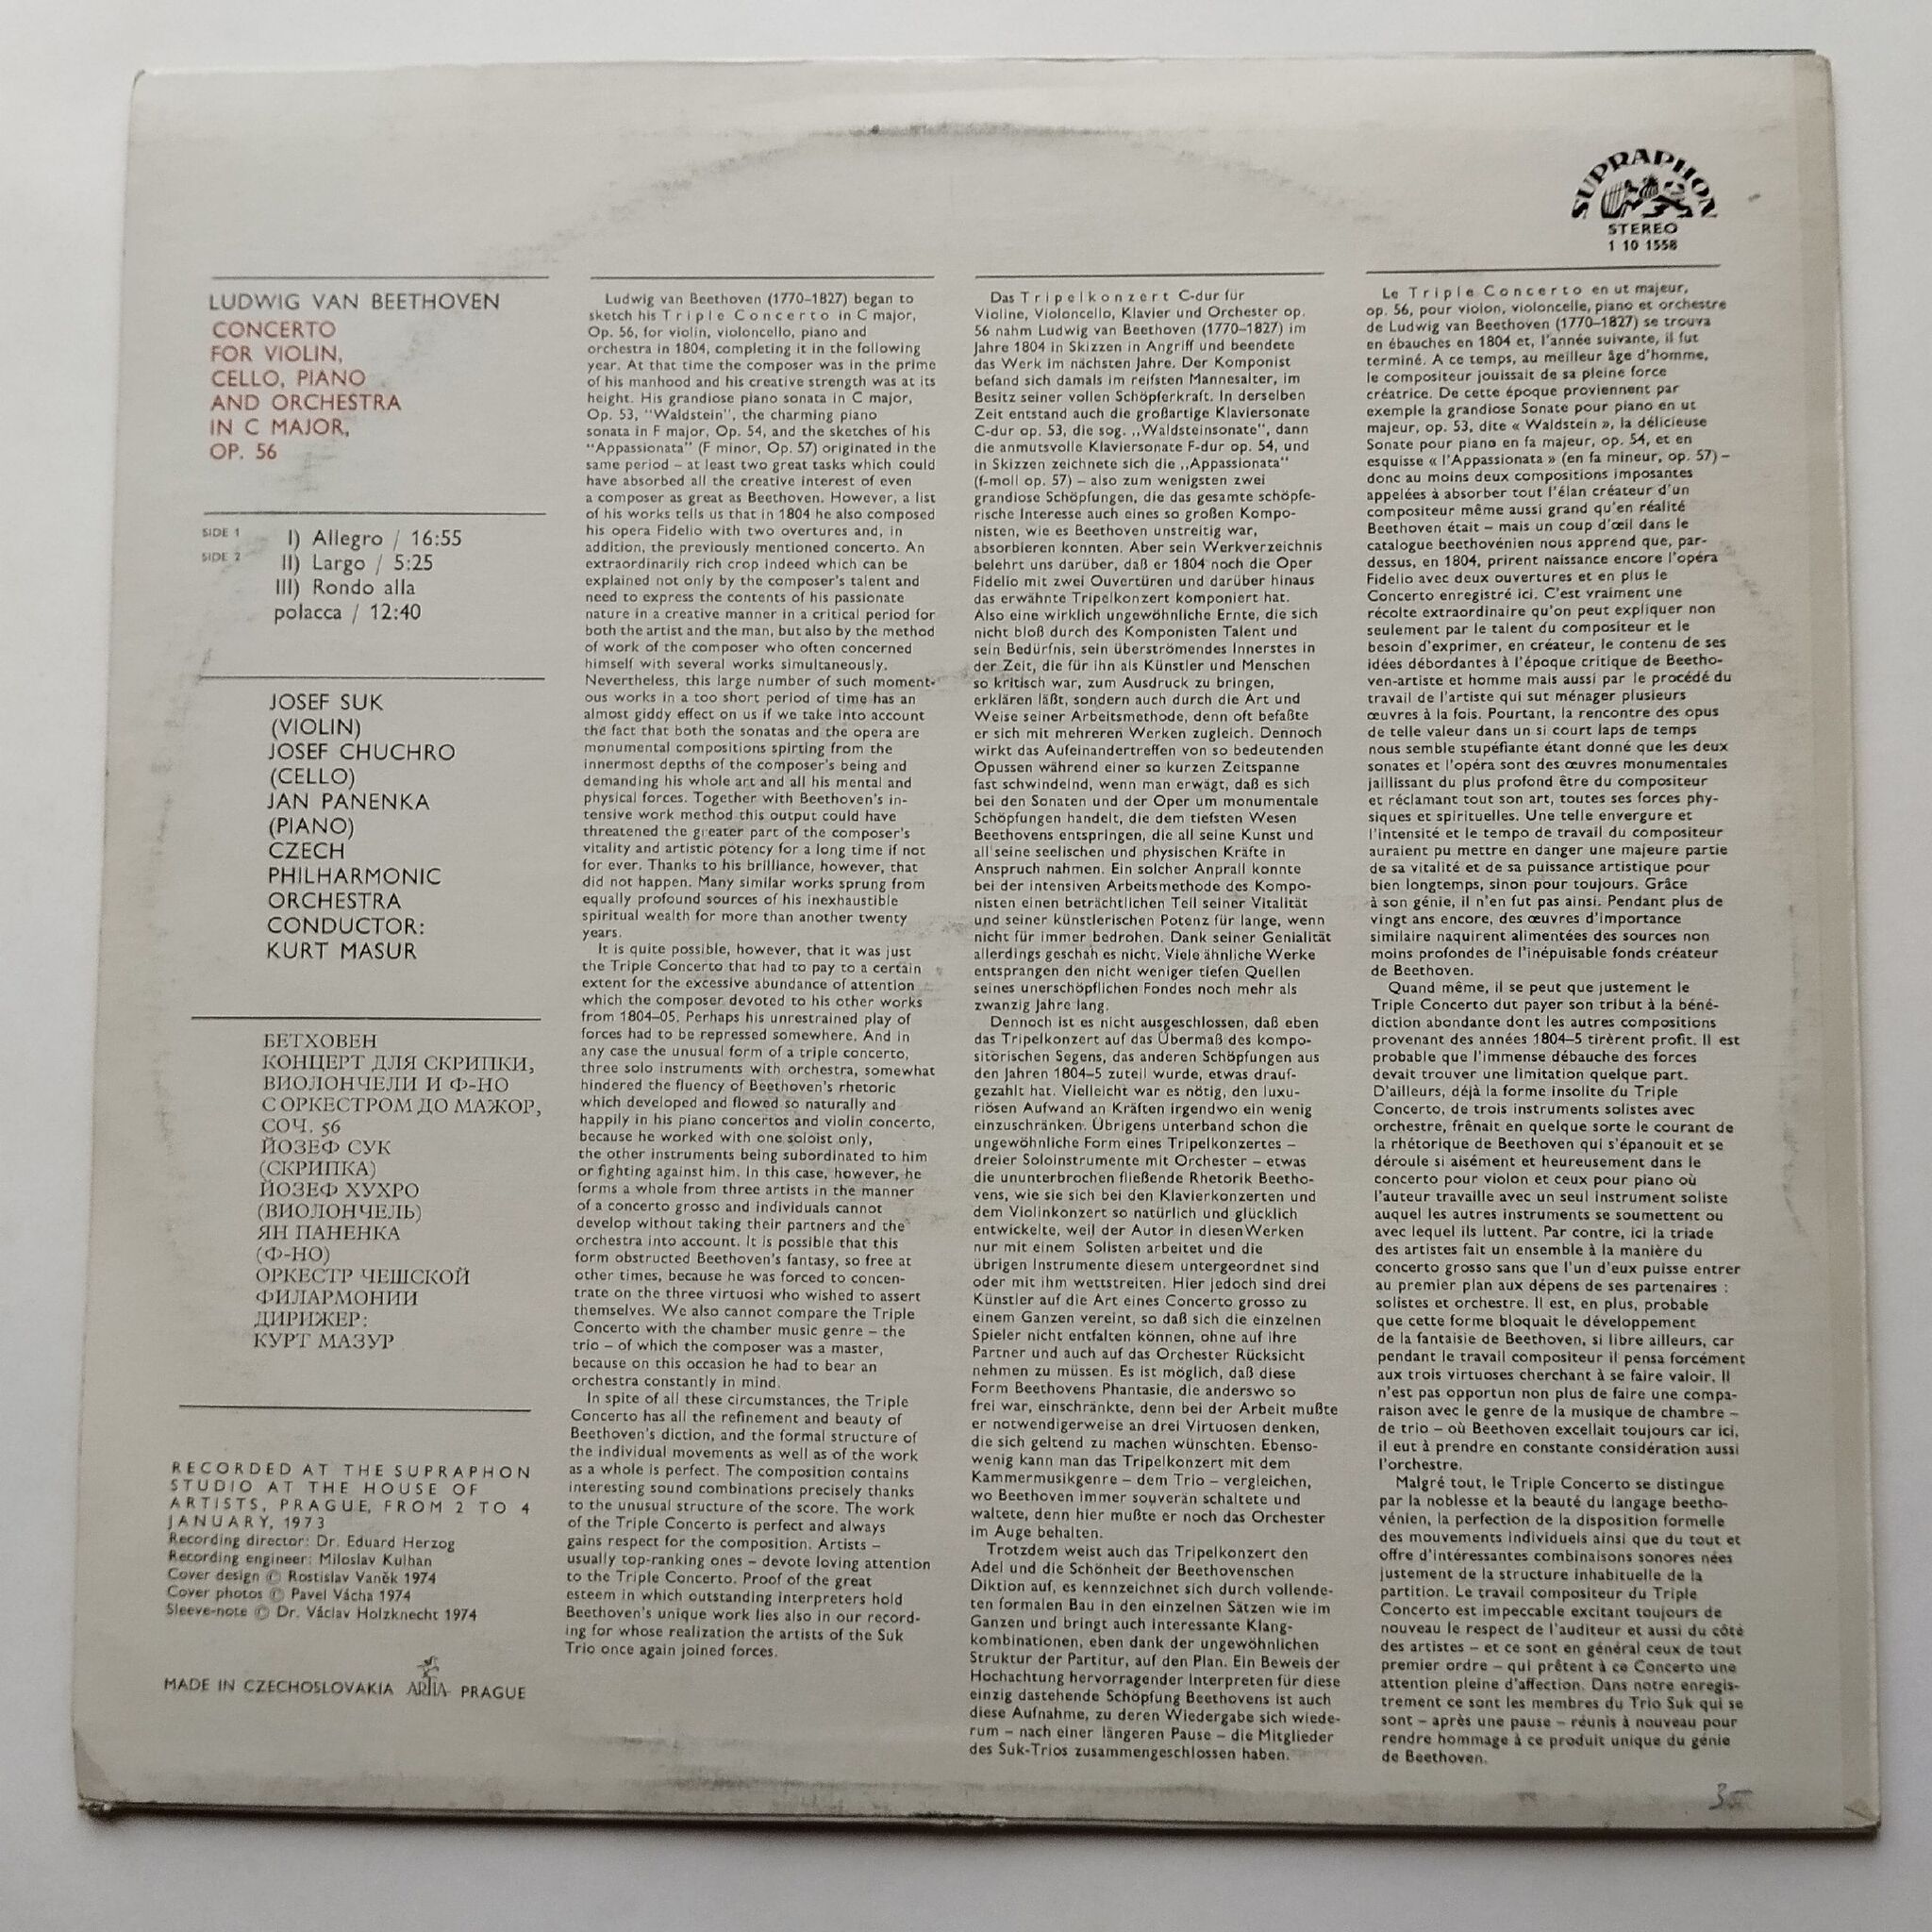 SUPRAPHON
STEREO
1 10 1558
LUDWIG VAN BEETHOVEN
CONCERTO
FOR VIOLIN,
CELLO, PIANO
AND ORCHESTRA
IN C MAJOR,
OP. 56
SIDE 1 I) Allegro / 16:55
SIDE 2 II) Largo / 5:25
III) Rondo alla
polacca / 12:40
JOSEF SUK
(VIOLIN)
JOSEF CHUCHRO
(CELLO)
JAN PANENKA
(PIANO)
CZECH
PHILHARMONIC
ORCHESTRA
CONDUCTOR:
KURT MASUR
БЕТХОВЕН
КОНЦЕРТ ДЛЯ СКРИПКИ,
ВИОЛОНЧЕЛИ И Ф-НО
С ОРКЕСТРОМ ДО МАЖОР,
СОЧ. 56
ЙОЗЕФ СУК
(СКРИПКА)
ЙОЗЕФ ХУХРО
(ВИОЛОНЧЕЛЬ)
ЯН ПАНЕНКА
(Ф-НО)
ОРКЕСТР ЧЕШСКОЙ
ФИЛАРМОНИИ
ДИРИЖЕР:
КУРТ МАЗУР
RECORDED AT THE SUPRAPHON
STUDIO AT THE HOUSE OF
ARTISTS, PRAGUE, FROM 2 TO 4
JANUARY, 1973
Recording director: Dr. Eduard Herzog
Recording engineer: Miloslav Kulhan
Cover design © Rostislav Vaněk 1974
Cover photos © Pavel Vácha 1974
Sleeve-note © Dr. Václav Holzknecht 1974
MADE IN CZECHOSLOVAKIA ARTIA PRAGUE
Ludwig van Beethoven (1770–1827) began to
sketch his Triple Concerto in C major,
Op. 56, for violin, violoncello, piano and
orchestra in 1804, completing it in the following
year. At that time the composer was in the prime
of his manhood and his creative strength was at its
height. His grandiose piano sonata in C major,
Op. 53, "Waldstein", the charming piano
sonata in F major, Op. 54, and the sketches of his
"Appassionata" (F minor, Op. 57) originated in the
same period – at least two great tasks which could
have absorbed all the creative interest of even
a composer as great as Beethoven. However, a list
of his works tells us that in 1804 he also composed
his opera Fidelio with two overtures and, in
addition, the previously mentioned concerto. An
extraordinarily rich crop indeed which can be
explained not only by the composer's talent and
need to express the contents of his passionate
nature in a creative manner in a critical period for
both the artist and the man, but also by the method
of work of the composer who often concerned
himself with several works simultaneously.
Nevertheless, this large number of such moment-
ous works in a too short period of time has an
almost giddy effect on us if we take into account
the fact that both the sonatas and the opera are
monumental compositions spirting from the
innermost depths of the composer's being and
demanding his whole art and all his mental and
physical forces. Together with Beethoven's in-
tensive work method this output could have
threatened the greater part of the composer's
vitality and artistic potency for a long time if not
for ever. Thanks to his brilliance, however, that
did not happen. Many similar works sprung from
equally profound sources of his inexhaustible
spiritual wealth for more than another twenty
years.
It is quite possible, however, that it was just
the Triple Concerto that had to pay to a certain
extent for the excessive abundance of attention
which the composer devoted to his other works
from 1804–05. Perhaps his unrestrained play of
forces had to be repressed somewhere. And in
any case the unusual form of a triple concerto,
three solo instruments with orchestra, somewhat
hindered the fluency of Beethoven's rhetoric
which developed and flowed so naturally and
happily in his piano concertos and violin concerto,
because he worked with one soloist only,
the other instruments being subordinated to him
or fighting against him. In this case, however, he
forms a whole from three artists in the manner
of a concerto grosso and individuals cannot
develop without taking their partners and the
orchestra into account. It is possible that this
form obstructed Beethoven's fantasy, so free at
other times, because he was forced to concen-
trate on the three virtuosi who wished to assert
themselves. We also cannot compare the Triple
Concerto with the chamber music genre – the
trio – of which the composer was a master,
because on this occasion he had to bear an
orchestra constantly in mind.
In spite of all these circumstances, the Triple
Concerto has all the refinement and beauty of
Beethoven's diction, and the formal structure of
the individual movements as well as of the work
as a whole is perfect. The composition contains
interesting sound combinations precisely thanks
to the unusual structure of the score. The work
of the Triple Concerto is perfect and always
gains respect for the composition. Artists –
usually top-ranking ones – devote loving attention
to the Triple Concerto. Proof of the great
esteem in which outstanding interpreters hold
Beethoven's unique work lies also in our record-
ing for whose realization the artists of the Suk
Trio once again joined forces.
Das Tripelkonzert C-dur für
Violine, Violoncello, Klavier und Orchester op.
56 nahm Ludwig van Beethoven (1770–1827) im
Jahre 1804 in Skizzen in Angriff und beendete
das Werk im nächsten Jahre. Der Komponist
befand sich damals im reifsten Mannesalter, im
Besitz seiner vollen Schöpferkraft. In derselben
Zeit entstand auch die großartige Klaviersonate
C-dur op. 53, die sog. ,,Waldsteinsonate", dann
die anmutsvolle Klaviersonate F-dur op. 54, und
in Skizzen zeichnete sich die ,,Appassionata"
(f-moll op. 57) – also zum wenigsten zwei
grandiose Schöpfungen, die das gesamte schöpfe-
rische Interesse auch eines so großen Kompo-
nisten, wie es Beethoven unstreitig war,
absorbieren konnten. Aber sein Werkverzeichnis
belehrt uns darüber, daß er 1804 noch die Oper
Fidelio mit zwei Ouvertüren und darüber hinaus
das erwähnte Tripelkonzert komponiert hat.
Also eine wirklich ungewöhnliche Ernte, die sich
nicht bloß durch des Komponisten Talent und
sein Bedürfnis, sein überströmendes Innerstes in
der Zeit, die für ihn als Künstler und Menschen
so kritisch war, zum Ausdruck zu bringen,
erklären läßt, sondern auch durch die Art und
Weise seiner Arbeitsmethode, denn oft befaßte
er sich mit mehreren Werken zugleich. Dennoch
wirkt das Aufeinandertreffen von so bedeutenden
Opussen während einer so kurzen Zeitspanne
fast schwindelnd, wenn man erwägt, daß es sich
bei den Sonaten und der Oper um monumentale
Schöpfungen handelt, die dem tiefsten Wesen
Beethovens entspringen, die all seine Kunst und
all'seine seelischen und physischen Kräfte in
Anspruch nahmen. Ein solcher Anprall konnte
bei der intensiven Arbeitsmethode des Kompo-
nisten einen beträchtlichen Teil seiner Vitalität
und seiner künstlerischen Potenz für lange, wenn
nicht für immer bedrohen. Dank seiner Genialität
allerdings geschah es nicht. Viele ähnliche Werke
entsprangen den nicht weniger tiefen Quellen
seines unerschöpflichen Fondes noch mehr als
zwanzig Jahre lang.
Dennoch ist es nicht ausgeschlossen, daß eben
das Tripelkonzert auf das Übermaß des kompo-
sitorischen Segens, das anderen Schöpfungen aus
den Jahren 1804–5 zuteil wurde, etwas drauf-
gezahlt hat. Vielleicht war es nötig, den luxu-
riösen Aufwand an Kräften irgendwo ein wenig
einzuschränken. Übrigens unterband schon die
ungewöhnliche Form eines Tripelkonzertes –
dreier Soloinstrumente mit Orchester – etwas
die ununterbrochen fließende Rhetorik Beetho-
vens, wie sie sich bei den Klavierkonzerten und
dem Violinkonzert so natürlich und glücklich
entwickelte, weil der Autor in diesen Werken
nur mit einem Solisten arbeitet und die
übrigen Instrumente diesem untergeordnet sind
oder mit ihm wettstreiten. Hier jedoch sind drei
Künstler auf die Art eines Concerto grosso zu
einem Ganzen vereint, so daß sich die einzelnen
Spieler nicht entfalten können, ohne auf ihre
Partner und auch auf das Orchester Rücksicht
nehmen zu müssen. Es ist möglich, daß diese
Form Beethovens Phantasie, die anderswo so
frei war, einschränkte, denn bei der Arbeit mußte
er notwendigerweise an drei Virtuosen denken,
die sich geltend zu machen wünschten. Ebenso-
wenig kann man das Tripelkonzert mit dem
Kammermusikgenre – dem Trio – vergleichen,
wo Beethoven immer souverän schaltete und
waltete, denn hier mußte er noch das Orchester
im Auge behalten.
Trotzdem weist auch das Tripelkonzert den
Adel und die Schönheit der Beethovenschen
Diktion auf, es kennzeichnet sich durch vollende-
ten formalen Bau in den einzelnen Sätzen wie im
Ganzen und bringt auch interessante Klang-
kombinationen, eben dank der ungewöhnlichen
Struktur der Partitur, auf den Plan. Ein Beweis der
Hochachtung hervorragender Interpreten für diese
einzig dastehende Schöpfung Beethovens ist auch
diese Aufnahme, zu deren Wiedergabe sich wiede-
rum – nach einer längeren Pause – die Mitglieder
des Suk-Trios zusammengeschlossen haben.
Le Triple Concerto en ut majeur,
op. 56, pour violon, violoncelle, piano et orchestre
de Ludwig van Beethoven (1770–1827) se trouva
en ébauches en 1804 et, l'année suivante, il fut
terminé. A ce temps, au meilleur âge d'homme,
le compositeur jouissait de sa pleine force
créatrice. De cette époque proviennent par
exemple la grandiose Sonate pour piano en ut
majeur, op. 53, dite « Waldstein », la délicieuse
Sonate pour piano en fa majeur, op. 54, et en
esquisse « l'Appassionata » (en fa mineur, op. 57) –
donc au moins deux compositions imposantes
appelées à absorber tout l'élan créateur d'un
compositeur même aussi grand qu'en réalité
Beethoven était – mais un coup d'œil dans le
catalogue beethovénien nous apprend que, par-
dessus, en 1804, prirent naissance encore l'opéra
Fidelio avec deux ouvertures et en plus le
Concerto enregistré ici. C'est vraiment une
récolte extraordinaire qu'on peut expliquer non
seulement par le talent du compositeur et le
besoin d'exprimer, en créateur, le contenu de ses
idées débordantes à l'époque critique de Beetho-
ven-artiste et homme mais aussi par le procédé du
travail de l'artiste qui sut ménager plusieurs
œuvres à la fois. Pourtant, la rencontre des opus
de telle valeur dans un si court laps de temps
nous semble stupéfiante étant donné que les deux
sonates et l'opéra sont des œuvres monumentales
jaillissant du plus profond être du compositeur
et réclamant tout son art, toutes ses forces phy-
siques et spirituelles. Une telle envergure et
l'intensité et le tempo de travail du compositeur
auraient pu mettre en danger une majeure partie
de sa vitalité et de sa puissance artistique pour
bien longtemps, sinon pour toujours. Grâce
à son génie, il n'en fut pas ainsi. Pendant plus de
vingt ans encore, des œuvres d'importance
similaire naquirent alimentées des sources non
moins profondes de l'inépuisable fonds créateur
de Beethoven.
Quand même, il se peut que justement le
Triple Concerto dut payer son tribut à la béné-
diction abondante dont les autres compositions
provenant des années 1804–5 tirèrent profit. Il est
probable que l'immense débauche des forces
devait trouver une limitation quelque part.
D'ailleurs, déjà la forme insolite du Triple
Concerto, de trois instruments solistes avec
orchestre, frênait en quelque sorte le courant de
la rhétorique de Beethoven qui s'épanouit et se
déroule si aisément et heureusement dans le
concerto pour violon et ceux pour piano où
l'auteur travaille avec un seul instrument soliste
auquel les autres instruments se soumettent ou
avec lequel ils luttent. Par contre, ici la triade
des artistes fait un ensemble à la manière du
concerto grosso sans que l'un d'eux puisse entrer
au premier plan aux dépens de ses partenaires :
solistes et orchestre. Il est, en plus, probable
que cette forme bloquait le développement
de la fantaisie de Beethoven, si libre ailleurs, car
pendant le travail compositeur il pensa forcément
aux trois virtuoses cherchant à se faire valoir. Il
n'est pas opportun non plus de faire une compa-
raison avec le genre de la musique de chambre –
de trio – où Beethoven excellait toujours car ici,
il eut à prendre en constante considération aussi
l'orchestre.
Malgré tout, le Triple Concerto se distingue
par la noblesse et la beauté du langage beetho-
vénien, la perfection de la disposition formelle
des mouvements individuels ainsi que du tout et
offre d'intéressantes combinaisons sonores nées
justement de la structure inhabituelle de la
partition. Le travail compositeur du Triple
Concerto est impeccable excitant toujours de
nouveau le respect de l'auditeur et aussi du côté
des artistes – et ce sont en général ceux de tout
premier ordre – qui prêtent à ce Concerto une
attention pleine d'affection. Dans notre enregis-
trement ce sont les membres du Trio Suk qui se
sont – après une pause – réunis à nouveau pour
rendre hommage à ce produit unique du génie
de Beethoven.